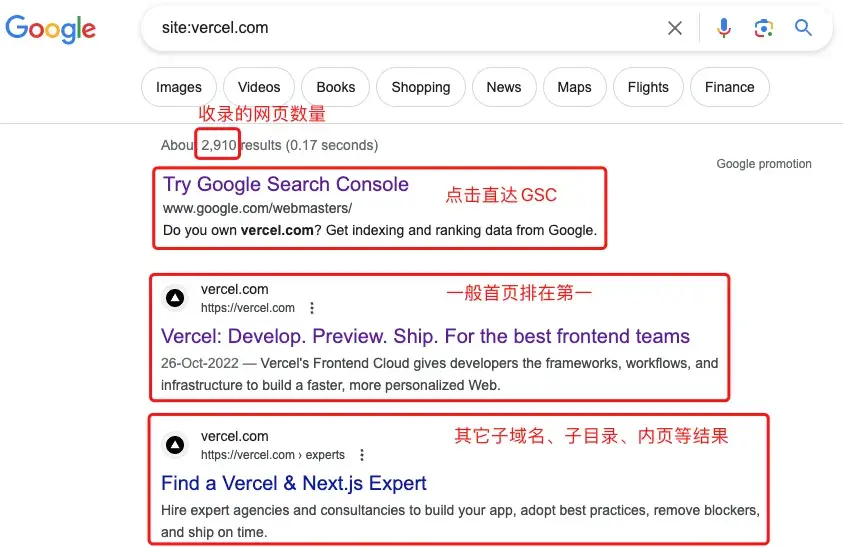 Google
site:vercel.com
Images Videos Books Shopping News Maps Flights Finance
收录的网页数量
About 2,910 results (0.17 seconds)
Google promotion
Try Google Search Console
点击直达 GSC
www.google.com/webmasters/
Do you own vercel.com? Get indexing and ranking data from Google.
vercel.com
一般首页排在第一
https://vercel.com
Vercel: Develop. Preview. Ship. For the best frontend teams
26-Oct-2022 — Vercel's Frontend Cloud gives developers the frameworks, workflows, and
infrastructure to build a faster, more personalized Web.
vercel.com
其它子域名、子目录、内页等结果
https://vercel.com › experts
Find a Vercel & Next.js Expert
Hire expert agencies and consultancies to build your app, adopt best practices, remove blockers,
and ship on time.